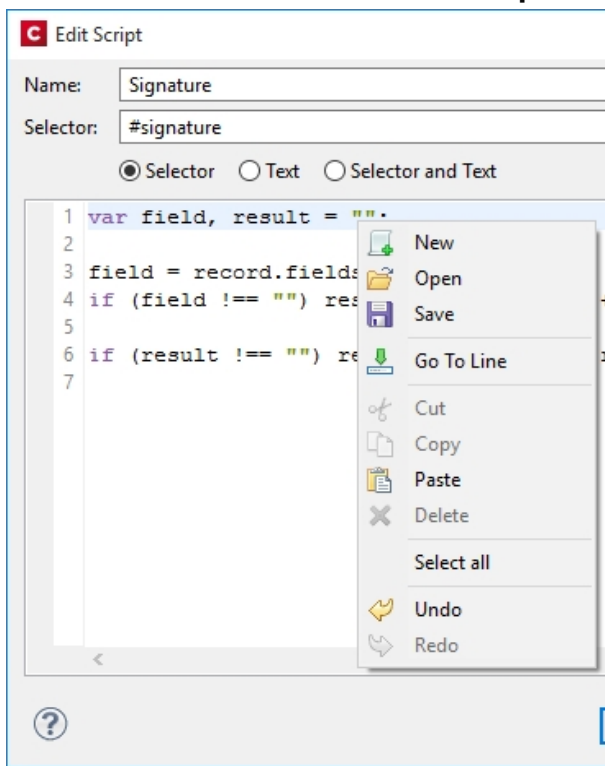 C Edit Script
Name: Signature
Selector: #signature
Selector Text Selector and Text
1 var field, result = "";
2
3 field = record.fields
4 if (field !== "") res
5
6 if (result !== "") re
7
New
Open
Save
Go To Line
Cut
Copy
Paste
Delete
Select all
Undo
Redo
?